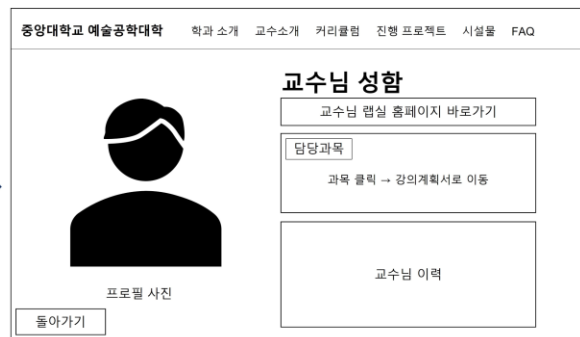 중앙대학교 예술공학대학 학과 소개 교수소개 커리큘럼 진행 프로젝트 시설물 FAQ
교수님 성함
교수님 랩실 홈페이지 바로가기
담당과목
과목 클릭 → 강의계획서로 이동
교수님 이력
프로필 사진
돌아가기